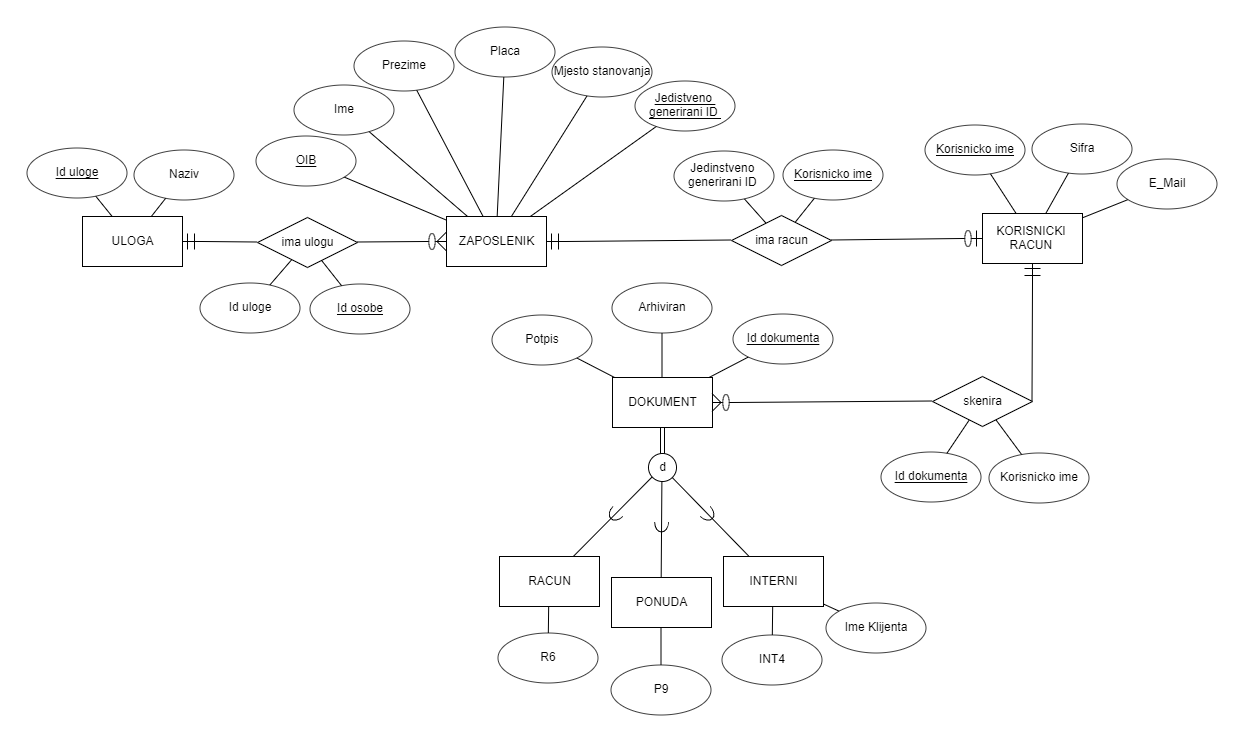 Placa
Prezime
Mjesto stanovanja
Jedistveno
generirani ID
Ime
OIB
Id uloge
Naziv
Jedinstveno
generirani ID
Korisnicko ime
Korisnicko ime
Sifra
E_Mail
ULOGA
ima ulogu
ZAPOSLENIK
ima racun
KORISNICKI
RACUN
Id uloge
Id osobe
Arhiviran
Potpis
Id dokumenta
DOKUMENT
skenira
d
Id dokumenta
Korisnicko ime
RACUN
PONUDA
INTERNI
Ime Klijenta
R6
INT4
P9